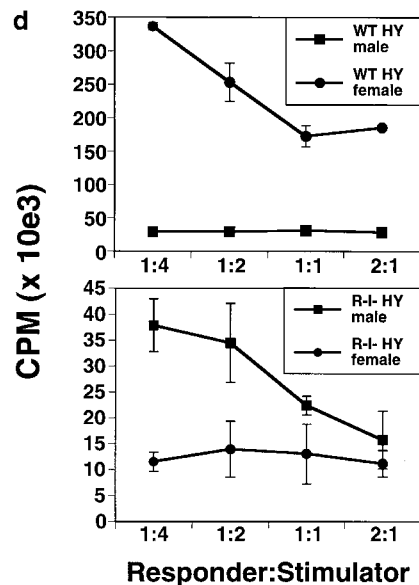 d
CPM (x 10e3)
350
300
250
200
150
100
50
0
WT HY
male
WT HY
female
1:4 1:2 1:1 2:1
45
40
35
30
25
20
15
10
5
0
R-I- HY
male
R-I- HY
female
1:4 1:2 1:1 2:1
Responder:Stimulator